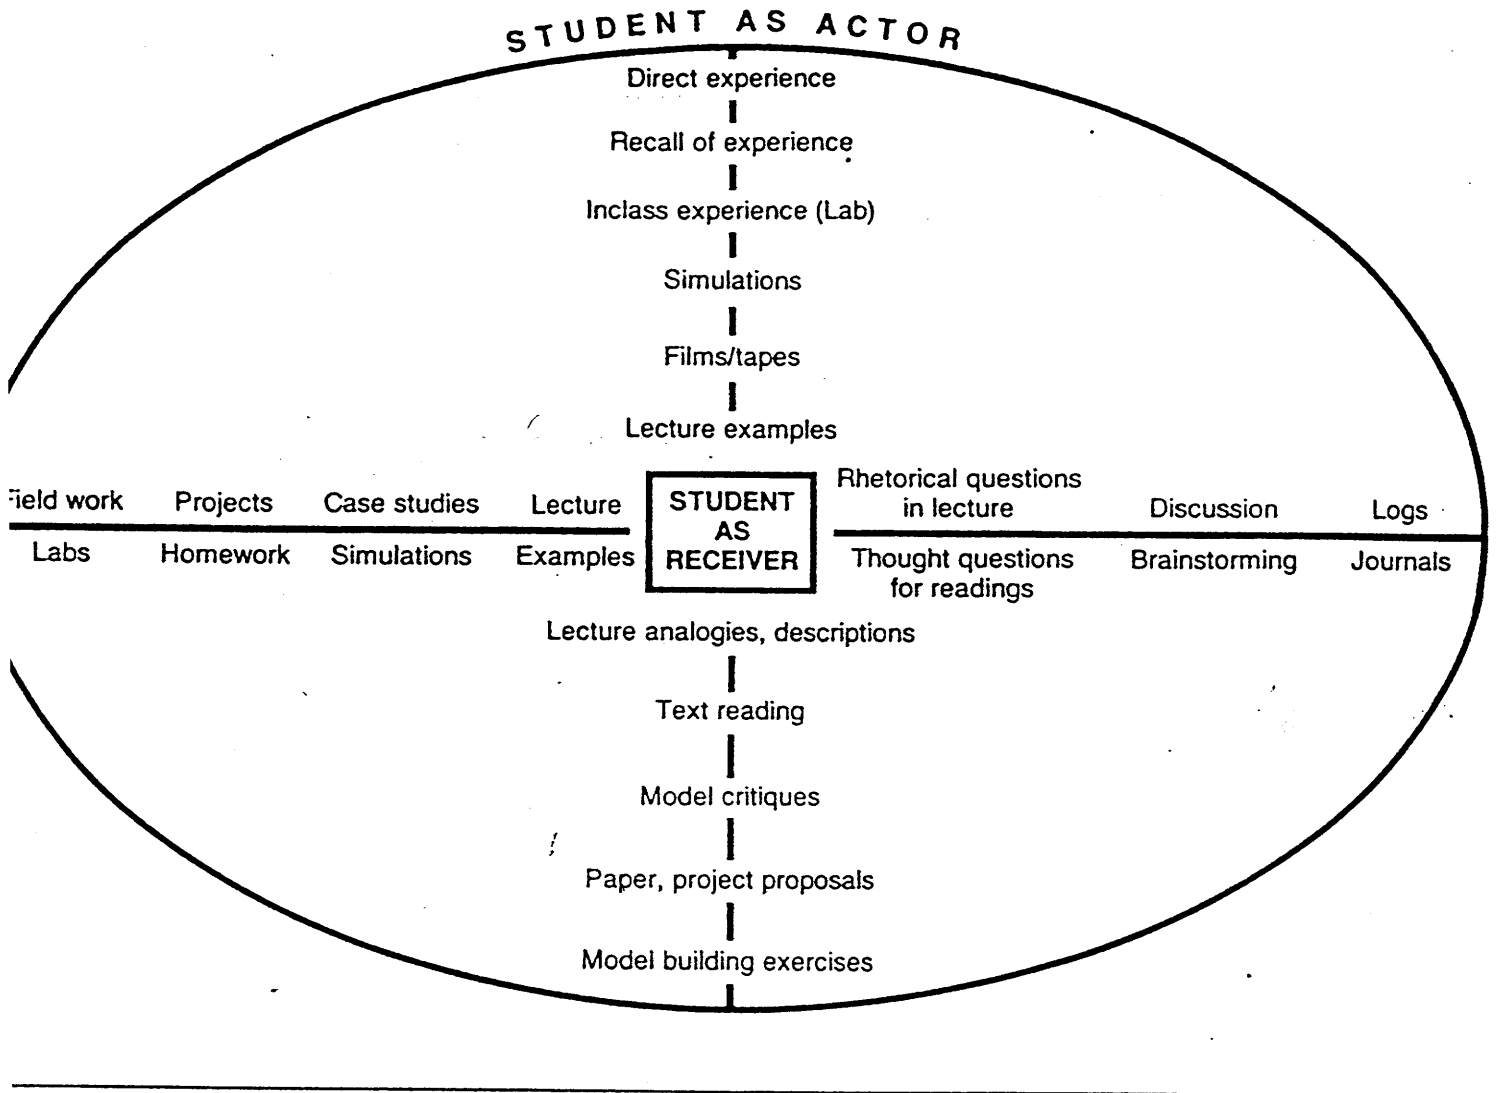 STUDENT AS ACTOR
Direct experience
Recall of experience
Inclass experience (Lab)
Simulations
Films/tapes
Lecture examples
Field work Projects Case studies Lecture
Labs Homework Simulations Examples
STUDENT
AS
RECEIVER
Rhetorical questions
in lecture Discussion Logs
Thought questions
for readings Brainstorming Journals
Lecture analogies, descriptions
Text reading
Model critiques
Paper, project proposals
Model building exercises